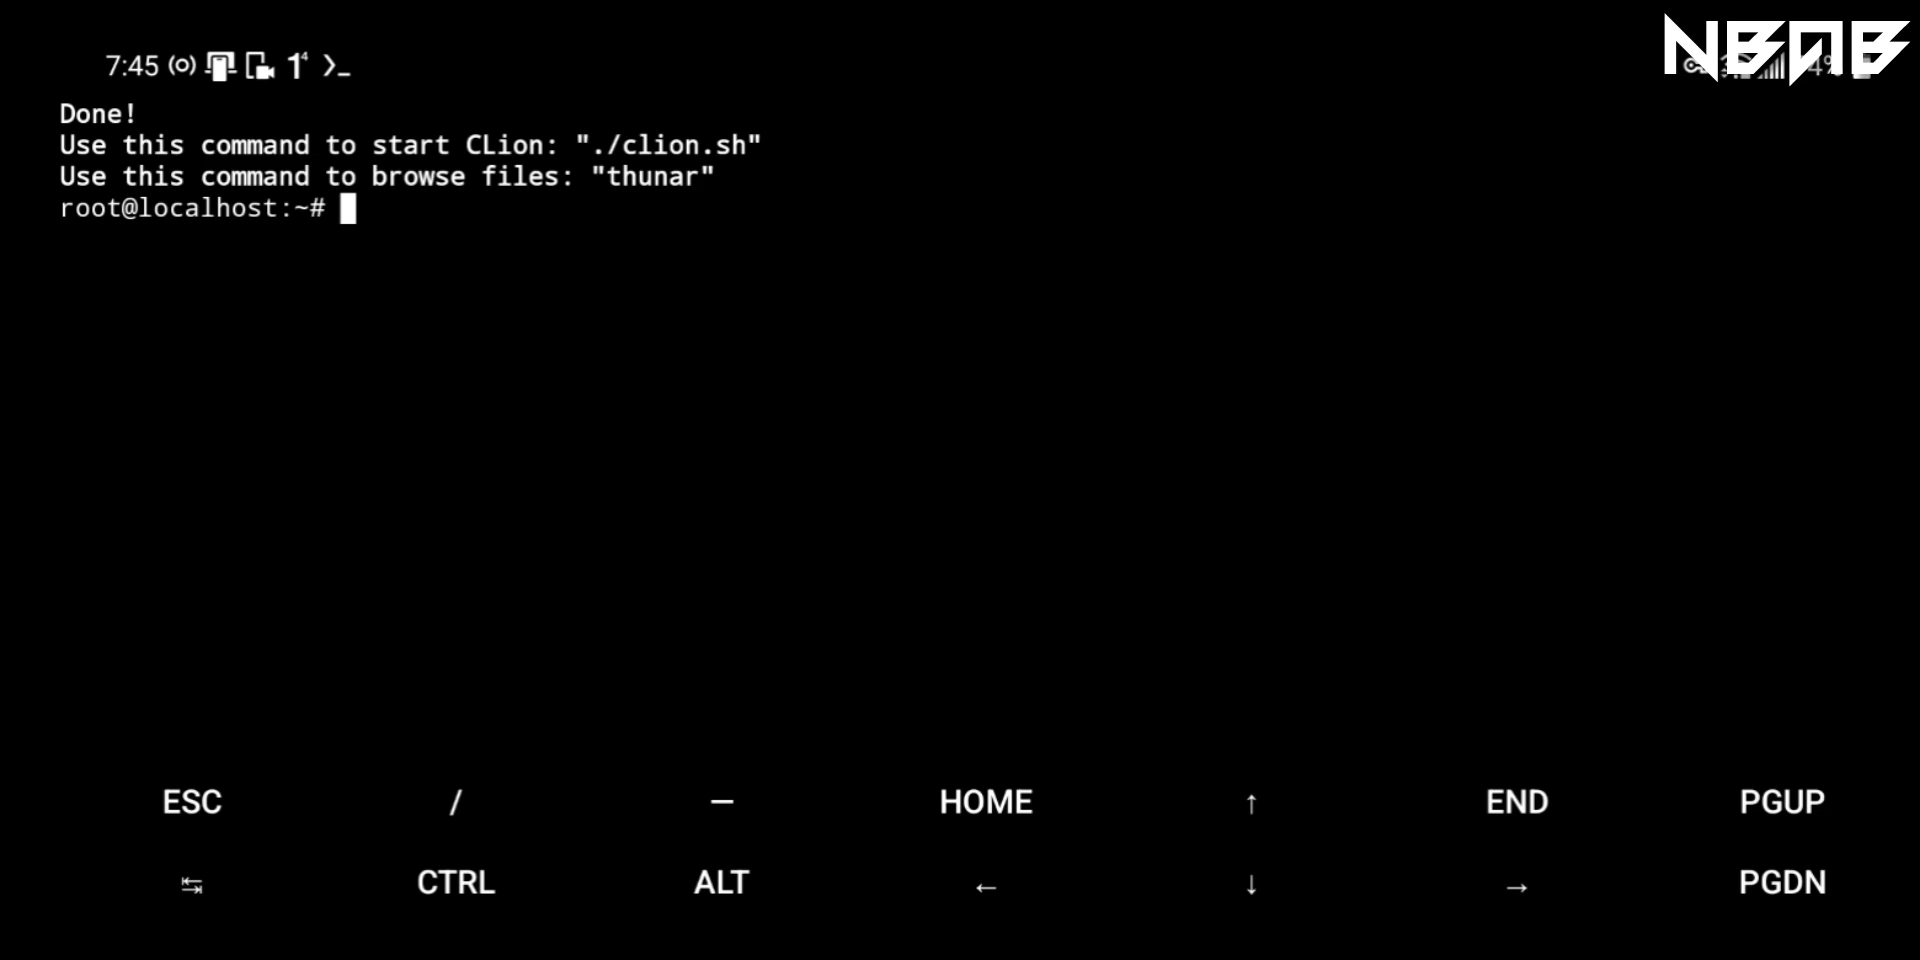 7:45
NBAB
Done!
Use this command to start CLion: "./clion.sh"
Use this command to browse files: "thunar"
root@localhost:~#
ESC / — HOME ↑ END PGUP
⇆ CTRL ALT ← ↓ → PGDN